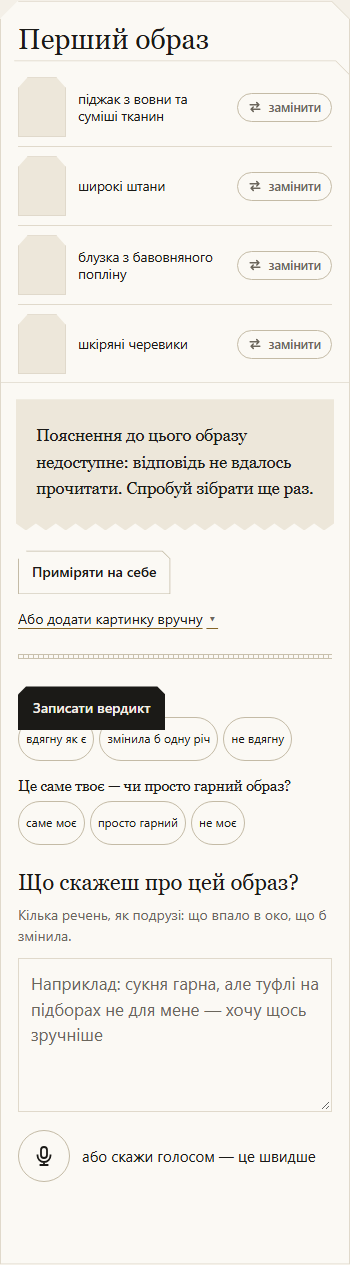 Перший образ
піджак з вовни та
суміші тканин
замінити
широкі штани
замінити
блузка з бавовняного
попліну
замінити
шкіряні черевики
замінити
Пояснення до цього образу
недоступне: відповідь не вдалось
прочитати. Спробуй зібрати ще раз.
Приміряти на себе
Або додати картинку вручну
Записати вердикт
вдягну як є
змінила б одну річ
не вдягну
Це саме твоє — чи просто гарний образ?
саме моє
просто гарний
не моє
Що скажеш про цей образ?
Кілька речень, як подрузі: що впало в око, що б
змінила.
Наприклад: сукня гарна, але туфлі на
підборах не для мене — хочу щось
зручніше
або скажи голосом — це швидше